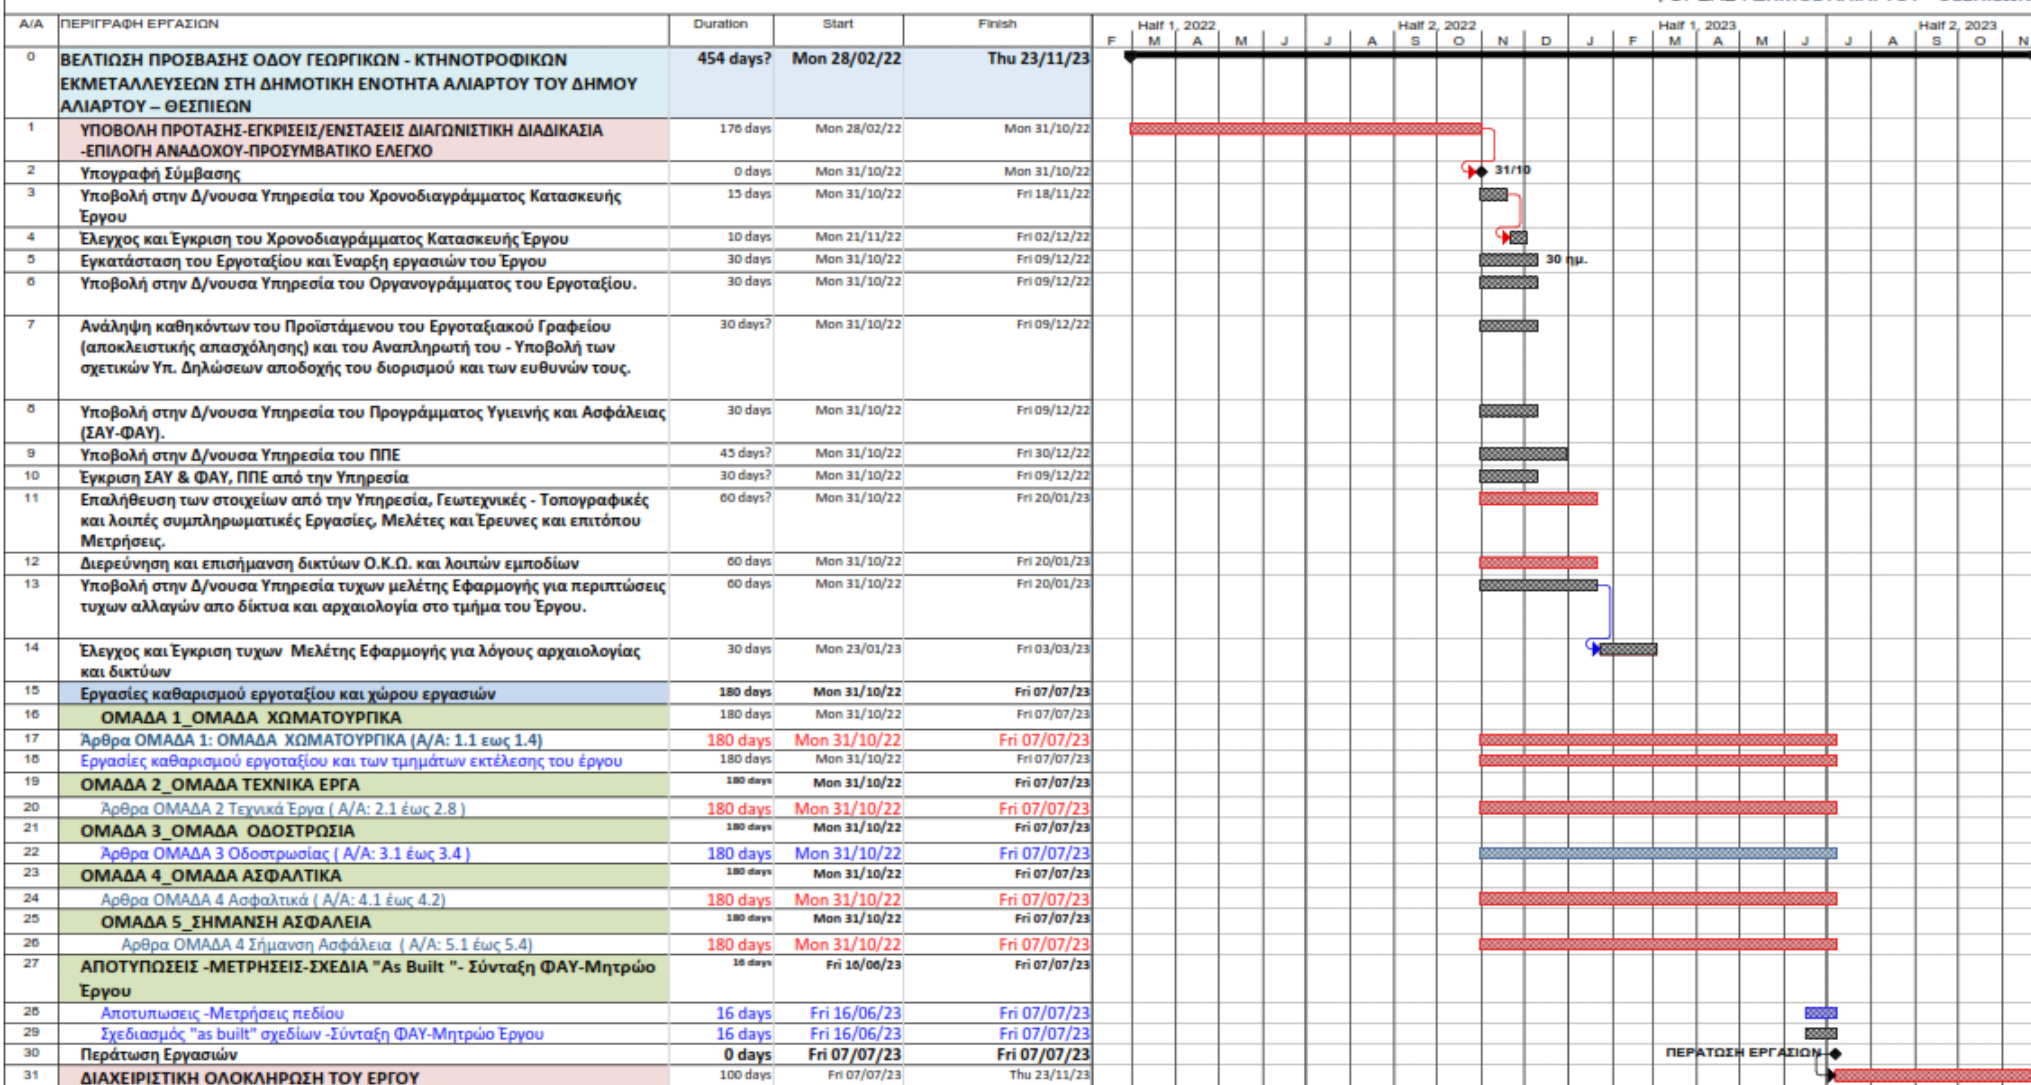 Α/Α ΠΕΡΙΓΡΑΦΗ ΕΡΓΑΣΙΩΝ Duration Start Finish Half 1, 2022 Half 2, 2022 Half 1, 2023 Half 2, 2023
F M A M J J A S O N D J F M A M J J A S O N
0 ΒΕΛΤΙΩΣΗ ΠΡΟΣΒΑΣΗΣ ΟΔΟΥ ΓΕΩΡΓΙΚΩΝ - ΚΤΗΝΟΤΡΟΦΙΚΩΝ 454 days? Mon 28/02/22 Thu 23/11/23
ΕΚΜΕΤΑΛΛΕΥΣΕΩΝ ΣΤΗ ΔΗΜΟΤΙΚΗ ΕΝΟΤΗΤΑ ΑΛΙΑΡΤΟΥ ΤΟΥ ΔΗΜΟΥ
ΑΛΙΑΡΤΟΥ – ΘΕΣΠΙΕΩΝ
1 ΥΠΟΒΟΛΗ ΠΡΟΤΑΣΗΣ-ΕΓΚΡΙΣΕΙΣ/ΕΝΣΤΑΣΕΙΣ ΔΙΑΓΩΝΙΣΤΙΚΗ ΔΙΑΔΙΚΑΣΙΑ 176 days Mon 28/02/22 Mon 31/10/22
-ΕΠΙΛΟΓΗ ΑΝΑΔΟΧΟΥ-ΠΡΟΣΥΜΒΑΤΙΚΟ ΕΛΕΓΧΟ
2 Υπογραφή Σύμβασης 0 days Mon 31/10/22 Mon 31/10/22 31/10
3 Υποβολή στην Δ/νουσα Υπηρεσία του Χρονοδιαγράμματος Κατασκευής 15 days Mon 31/10/22 Fri 18/11/22
Έργου
4 Έλεγχος και Έγκριση του Χρονοδιαγράμματος Κατασκευής Έργου 10 days Mon 21/11/22 Fri 02/12/22
5 Εγκατάσταση του Εργοταξίου και Έναρξη εργασιών του Έργου 30 days Mon 31/10/22 Fri 09/12/22 30 ημ.
6 Υποβολή στην Δ/νουσα Υπηρεσία του Οργανογράμματος του Εργοταξίου. 30 days Mon 31/10/22 Fri 09/12/22
7 Ανάληψη καθηκόντων του Προϊστάμενου του Εργοταξιακού Γραφείου 30 days? Mon 31/10/22 Fri 09/12/22
(αποκλειστικής απασχόλησης) και του Αναπληρωτή του - Υποβολή των
σχετικών Υπ. Δηλώσεων αποδοχής του διορισμού και των ευθυνών τους.
8 Υποβολή στην Δ/νουσα Υπηρεσία του Προγράμματος Υγιεινής και Ασφάλειας 30 days Mon 31/10/22 Fri 09/12/22
(ΣΑΥ-ΦΑΥ).
9 Υποβολή στην Δ/νουσα Υπηρεσία του ΠΠΕ 45 days? Mon 31/10/22 Fri 30/12/22
10 Έγκριση ΣΑΥ & ΦΑΥ, ΠΠΕ από την Υπηρεσία 30 days? Mon 31/10/22 Fri 09/12/22
11 Επαλήθευση των στοιχείων από την Υπηρεσία, Γεωτεχνικές - Τοπογραφικές 60 days? Mon 31/10/22 Fri 20/01/23
και λοιπές συμπληρωματικές Εργασίες, Μελέτες και Έρευνες και επιτόπου
Μετρήσεις.
12 Διερεύνηση και επισήμανση δικτύων Ο.Κ.Ω. και λοιπών εμποδίων 60 days Mon 31/10/22 Fri 20/01/23
13 Υποβολή στην Δ/νουσα Υπηρεσία τυχων μελέτης Εφαρμογής για περιπτώσεις 60 days Mon 31/10/22 Fri 20/01/23
τυχων αλλαγών απο δίκτυα και αρχαιολογία στο τμήμα του Έργου.
14 Έλεγχος και Έγκριση τυχων Μελέτης Εφαρμογής για λόγους αρχαιολογίας 30 days Mon 23/01/23 Fri 03/03/23
και δικτύων
15 Εργασίες καθαρισμού εργοταξίου και χώρου εργασιών 180 days Mon 31/10/22 Fri 07/07/23
16 ΟΜΑΔΑ 1_ΟΜΑΔΑ ΧΩΜΑΤΟΥΡΓΙΚΑ 180 days Mon 31/10/22 Fri 07/07/23
17 Άρθρα ΟΜΑΔΑ 1: ΟΜΑΔΑ ΧΩΜΑΤΟΥΡΓΙΚΑ (Α/Α: 1.1 εως 1.4) 180 days Mon 31/10/22 Fri 07/07/23
18 Εργασίες καθαρισμού εργοταξίου και των τμημάτων εκτέλεσης του έργου 180 days Mon 31/10/22 Fri 07/07/23
19 ΟΜΑΔΑ 2_ΟΜΑΔΑ ΤΕΧΝΙΚΑ ΕΡΓΑ 180 days Mon 31/10/22 Fri 07/07/23
20 Άρθρα ΟΜΑΔΑ 2 Τεχνικά Έργα ( Α/Α: 2.1 έως 2.8 ) 180 days Mon 31/10/22 Fri 07/07/23
21 ΟΜΑΔΑ 3_ΟΜΑΔΑ ΟΔΟΣΤΡΩΣΙΑ 180 days Mon 31/10/22 Fri 07/07/23
22 Άρθρα ΟΜΑΔΑ 3 Οδοστρωσίας ( Α/Α: 3.1 έως 3.4 ) 180 days Mon 31/10/22 Fri 07/07/23
23 ΟΜΑΔΑ 4_ΟΜΑΔΑ ΑΣΦΑΛΤΙΚΑ 180 days Mon 31/10/22 Fri 07/07/23
24 Αρθρα ΟΜΑΔΑ 4 Ασφαλτικά ( Α/Α: 4.1 έως 4.2) 180 days Mon 31/10/22 Fri 07/07/23
25 ΟΜΑΔΑ 5_ΣΗΜΑΝΣΗ ΑΣΦΑΛΕΙΑ 180 days Mon 31/10/22 Fri 07/07/23
26 Αρθρα ΟΜΑΔΑ 4 Σήμανση Ασφάλεια ( Α/Α: 5.1 έως 5.4) 180 days Mon 31/10/22 Fri 07/07/23
27 ΑΠΟΤΥΠΩΣΕΙΣ -ΜΕΤΡΗΣΕΙΣ-ΣΧΕΔΙΑ "As Built "- Σύνταξη ΦΑΥ-Μητρώο 16 days Fri 16/06/23 Fri 07/07/23
Έργου
28 Αποτυπωσεις -Μετρήσεις πεδίου 16 days Fri 16/06/23 Fri 07/07/23
29 Σχεδιασμός "as built" σχεδίων -Σύνταξη ΦΑΥ-Μητρώο Έργου 16 days Fri 16/06/23 Fri 07/07/23
30 Περάτωση Εργασιών 0 days Fri 07/07/23 Fri 07/07/23 ΠΕΡΑΤΩΣΗ ΕΡΓΑΣΙΩΝ
31 ΔΙΑΧΕΙΡΙΣΤΙΚΗ ΟΛΟΚΛΗΡΩΣΗ ΤΟΥ ΕΡΓΟΥ 100 days Fri 07/07/23 Thu 23/11/23